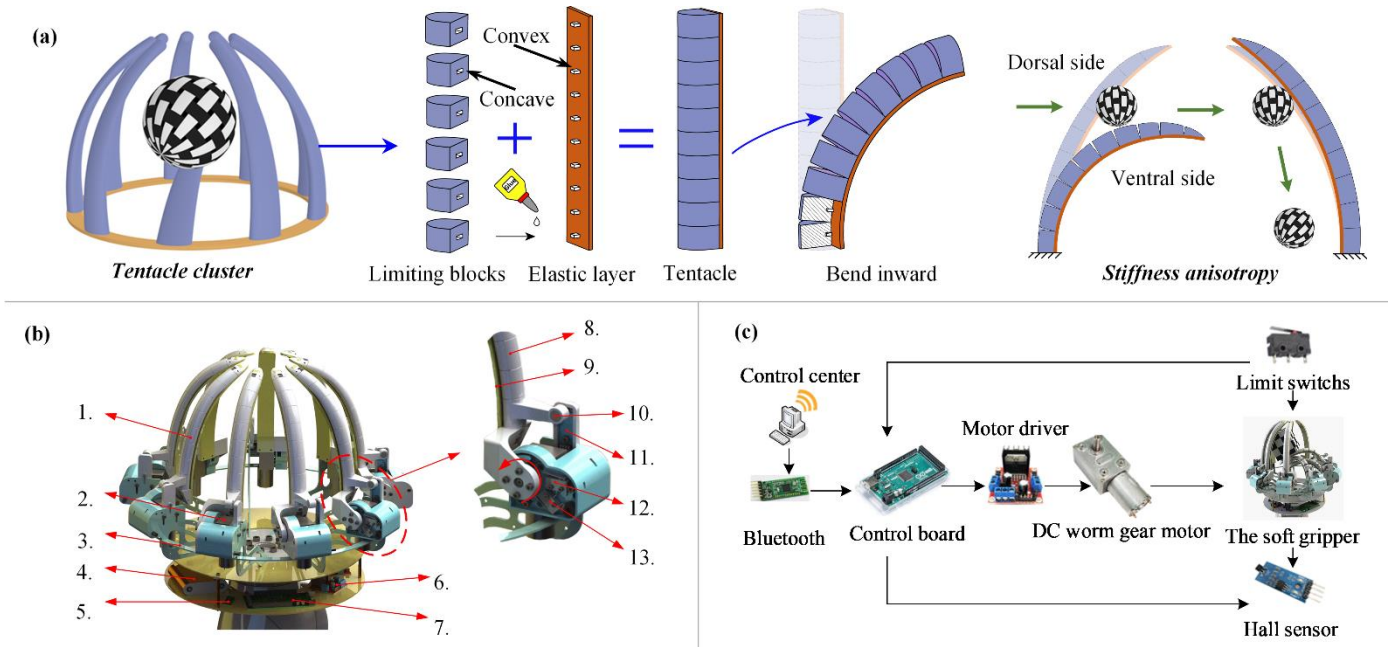 (a)
Convex
Concave
Glue
Dorsal side
Ventral side
Tentacle cluster
Limiting blocks
Elastic layer
Tentacle
Bend inward
Stiffness anisotropy
(b)
1.
2.
3.
4.
5.
6.
7.
8.
9.
10.
11.
12.
13.
(c)
Control center
Limit switchs
Motor driver
Bluetooth
Control board
DC worm gear motor
The soft gripper
Hall sensor